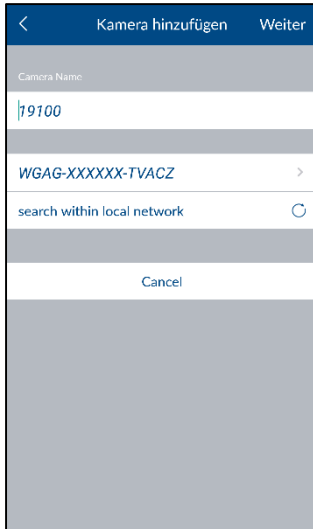 Kamera hinzufügen Weiter
Camera Name
19100
WGAG-XXXXXX-TVACZ
search within local network
Cancel